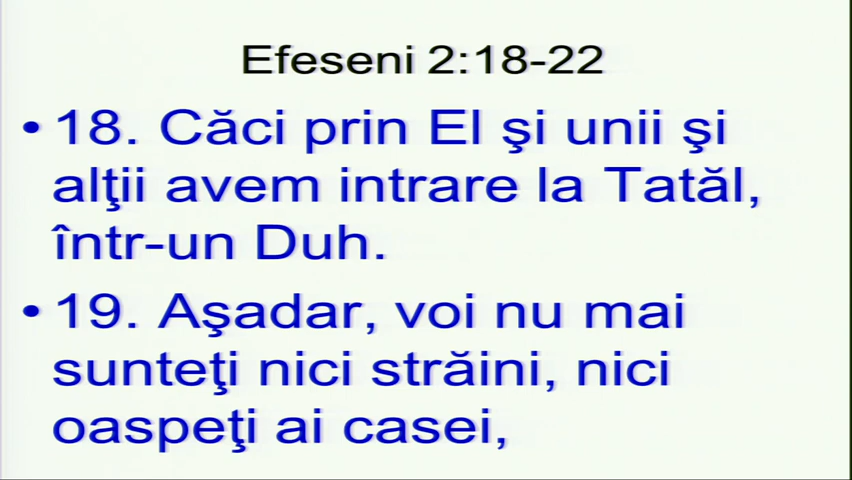 Efeseni 2:18-22
• 18. Căci prin El şi unii şi
alţii avem intrare la Tatăl,
într-un Duh.
• 19. Aşadar, voi nu mai
sunteţi nici străini, nici
oaspeţi ai casei,